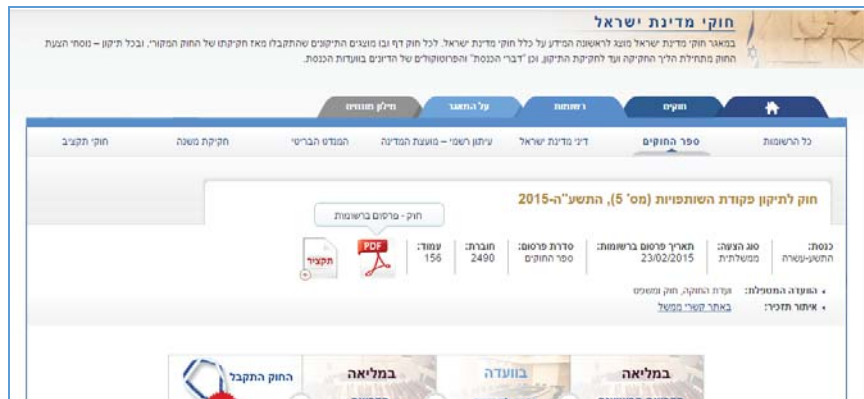 חוקי מדינת ישראל
במאגר חוקי מדינת ישראל מוצג לראשונה המידע על כלל חוקי מדינת ישראל. לכל חוק דף ובו מוצגים התיקונים שהתקבלו מאז חקיקתו של החוק המקורי, ובכל תיקון – נוסחי הצעת
החוק מתחילת הליך החקיקה ועד לחקיקת התיקון, וכן "דברי הכנסת" והפרוטוקולים של הדיונים בוועדות הכנסת.
חוקים רשומות על המאגר מילון מונחים
כל הרשומות ספר החוקים דיני מדינת ישראל עיתון רשמי – מועצת המדינה המנדט הבריטי חקיקת משנה חוקי תקציב
חוק לתיקון פקודת השותפויות (מס' 5), התשע"ה-2015
חוק - פרסום ברשומות
כנסת: סוג הצעה: תאריך פרסום ברשומות: סדרת פרסום: חוברת: עמוד: PDF
התשע-עשרה ממשלתית 23/02/2015 ספר החוקים 2490 156 תקציר
הוועדה המטפלת: ועדת החוקה, חוק ומשפט
איתור תזכיר: באתר קשרי ממשל
במליאה בוועדה במליאה החוק התקבל